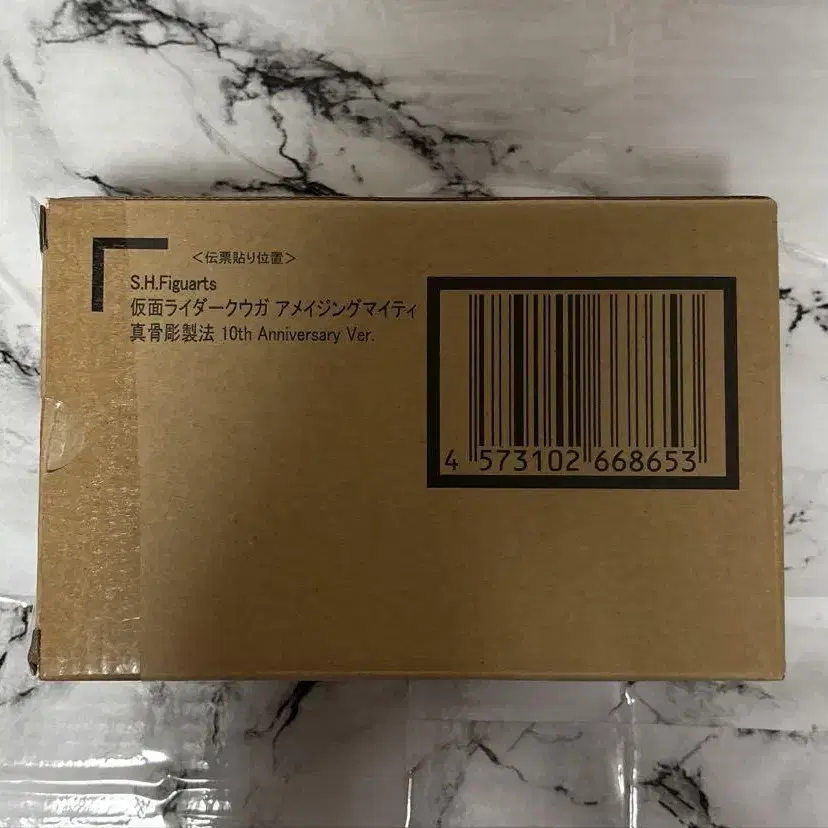 ＜伝票貼り位置＞
S.H.Figuarts
仮面ライダークウガ アメイジングマイティ
真骨彫製法 10th Anniversary Ver.
4 573102 668653